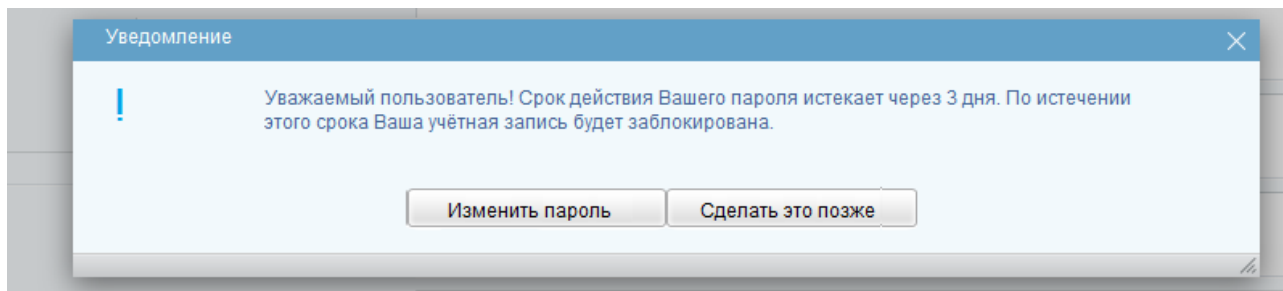 Уведомление
Уважаемый пользователь! Срок действия Вашего пароля истекает через 3 дня. По истечении
этого срока Ваша учётная запись будет заблокирована.
Изменить пароль
Сделать это позже